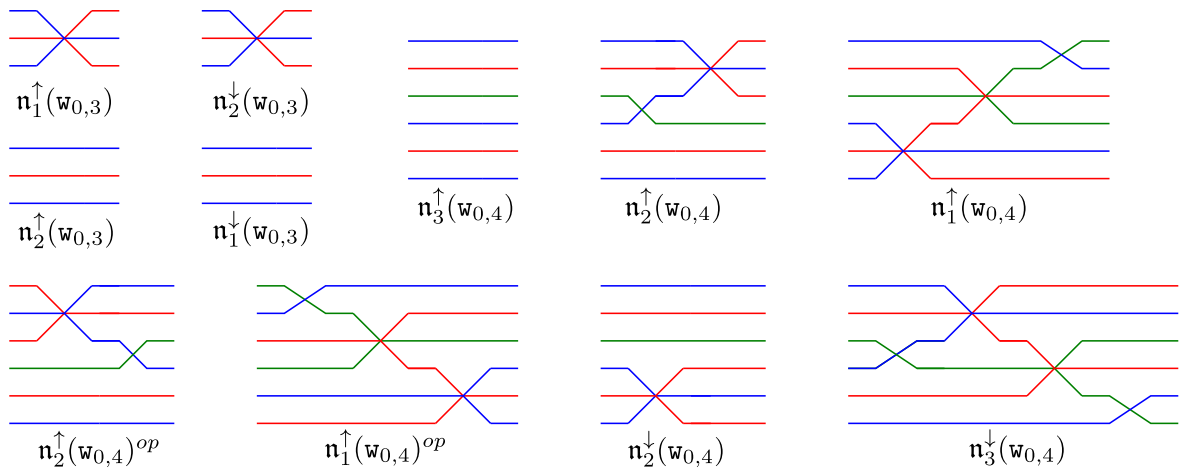 𝔫₁↑(𝚠₀,₃) 𝔫₂↓(𝚠₀,₃)
𝔫₃↑(𝚠₀,₄) 𝔫₂↑(𝚠₀,₄) 𝔫₁↑(𝚠₀,₄)
𝔫₂↑(𝚠₀,₃) 𝔫₁↓(𝚠₀,₃)
𝔫₂↑(𝚠₀,₄)ᵒᵖ 𝔫₁↑(𝚠₀,₄)ᵒᵖ 𝔫₂↓(𝚠₀,₄) 𝔫₃↓(𝚠₀,₄)